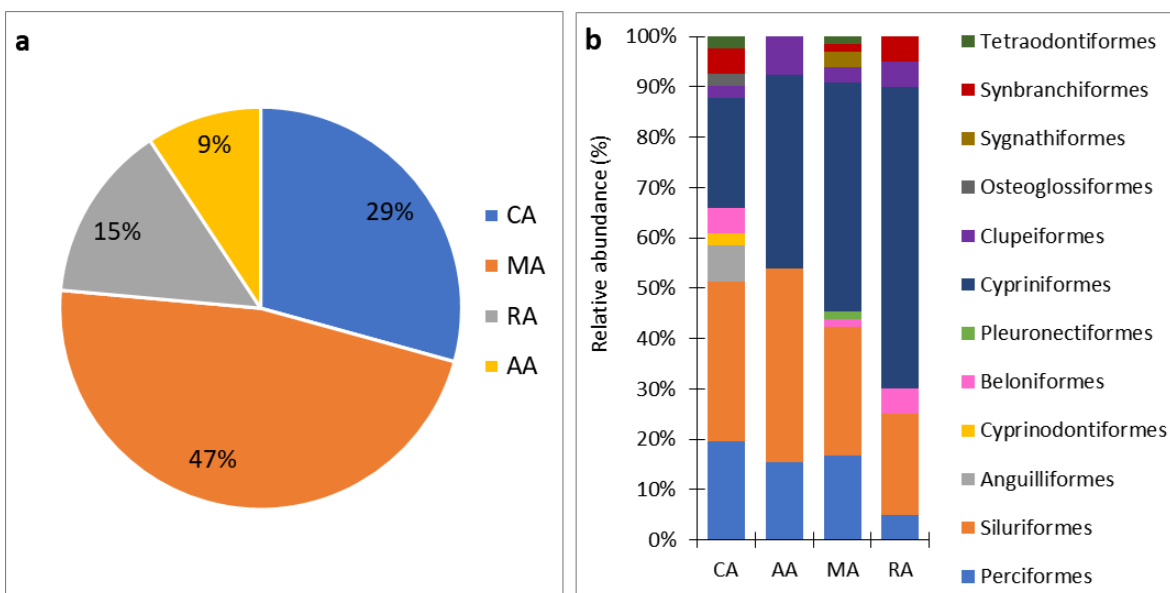 a
9%
29%
15%
47%
CA
MA
RA
AA
b
Relative abundance (%)
100%
90%
80%
70%
60%
50%
40%
30%
20%
10%
0%
CA AA MA RA
Tetraodontiformes
Synbranchiformes
Sygnathiformes
Osteoglossiformes
Clupeiformes
Cypriniformes
Pleuronectiformes
Beloniformes
Cyprinodontiformes
Anguilliformes
Siluriformes
Perciformes